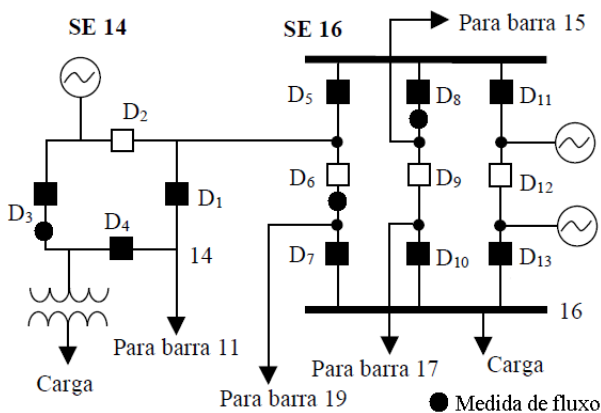 SE 14
SE 16
Para barra 15
D2
D5
D8
D11
D3
D4
D1
D6
D9
D12
14
D7
D10
D13
16
Para barra 11
Carga
Para barra 19
Para barra 17
Carga
Medida de fluxo